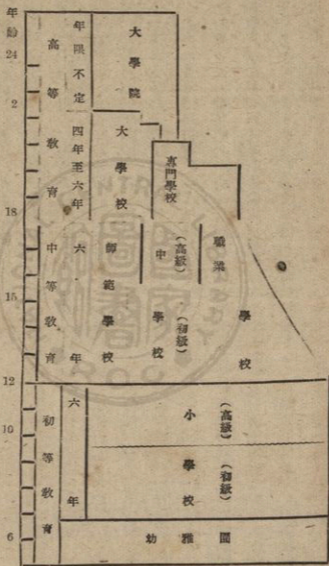 年齡
24
2
18
15
12
10
6
高等教育
年限不定
大學院
四年至六年
大學校
專門學校
中等教育
六年
師範學校
中學校
(高級)
(初級)
職業學校
初等教育
六年
小學校
(高級)
(初級)
幼稚園